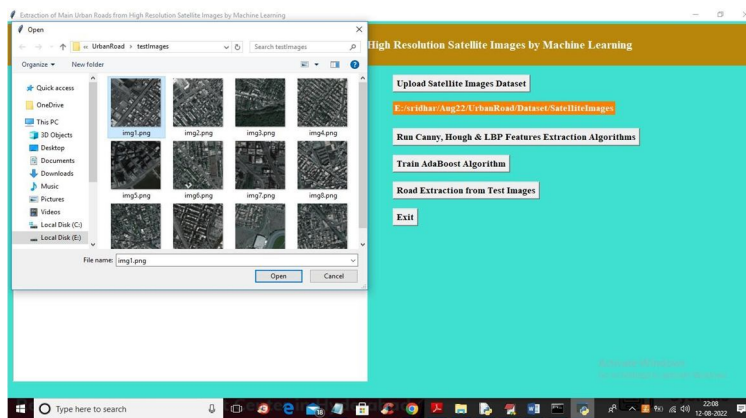 Extraction of Main Urban Roads from High Resolution Satellite Images by Machine Learning
Open
« UrbanRoad > testImages
Search testImages
High Resolution Satellite Images by Machine Learning
Organize
New folder
Quick access
OneDrive
This PC
3D Objects
Desktop
Documents
Downloads
Music
Pictures
Videos
Local Disk (C:)
Local Disk (E:)
img1.png
img2.png
img3.png
img4.png
img5.png
img6.png
img7.png
img8.png
File name: img1.png
Open
Cancel
Upload Satellite Images Dataset
E:/sridhar/Aug22/UrbanRoad/Dataset/SatelliteImages
Run Canny, Hough & LBP Features Extraction Algorithms
Train AdaBoost Algorithm
Road Extraction from Test Images
Exit
Type here to search
22:08
12-08-2022